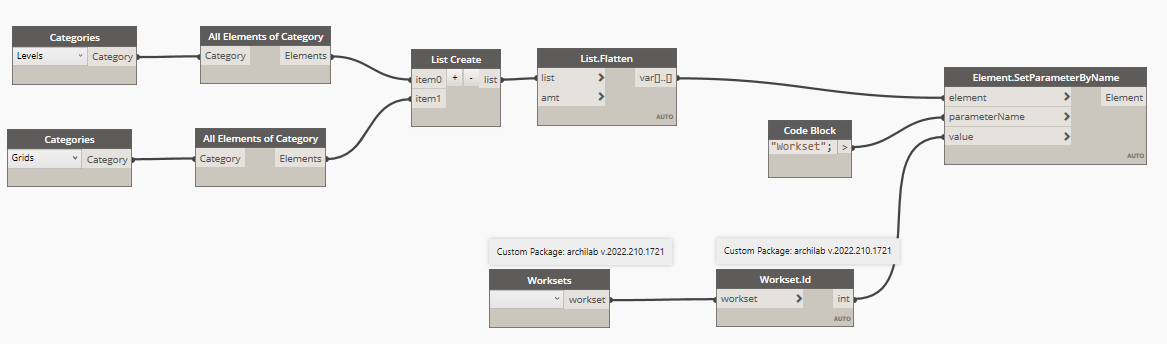 Categories
Levels
Category
All Elements of Category
Category
Elements
List Create
item0
+
-
list
item1
List.Flatten
list
>
var[]..[]
amt
>
AUTO
Element.SetParameterByName
element
>
Element
parameterName
>
value
>
AUTO
Categories
Grids
Category
All Elements of Category
Category
Elements
Code Block
"Workset";
>
Custom Package: archilab v.2022.210.1721
Worksets
workset
Custom Package: archilab v.2022.210.1721
Workset.Id
workset
>
int
AUTO